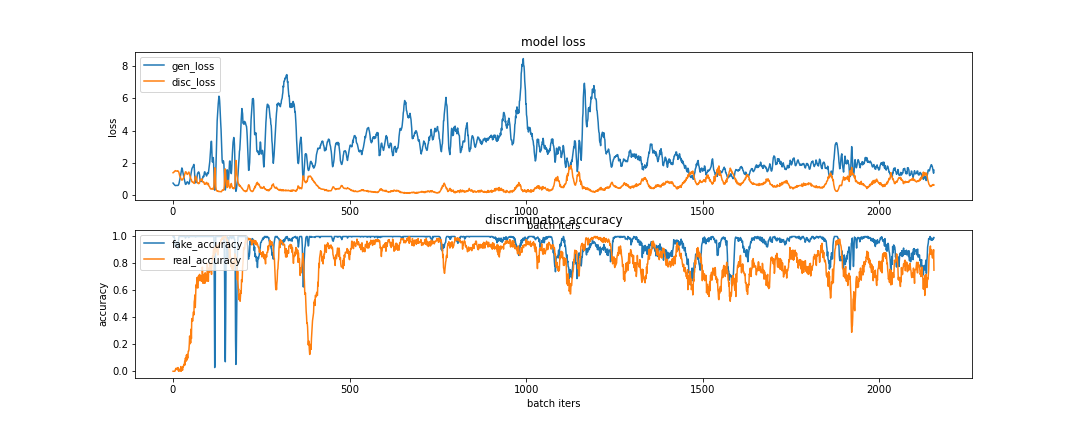 model loss
gen_loss
disc_loss
loss
8
6
4
2
0
0 500 1000 1500 2000
batch iters
discriminator accuracy
fake_accuracy
real_accuracy
accuracy
1.0
0.8
0.6
0.4
0.2
0.0
0 500 1000 1500 2000
batch iters